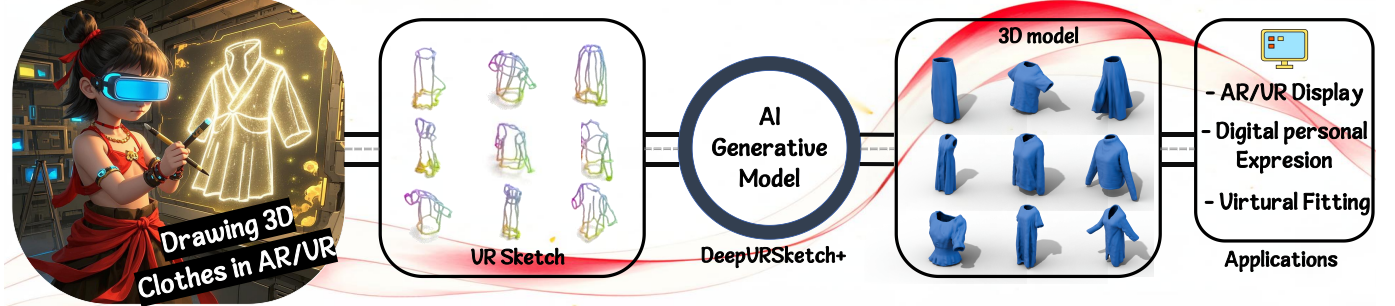 Drawing 3D
Clothes in AR/VR
VR Sketch
AI
Generative
Model
DeepVRSketch+
3D model
- AR/VR Display
- Digital personal
Expresion
- Virtural Fitting
Applications